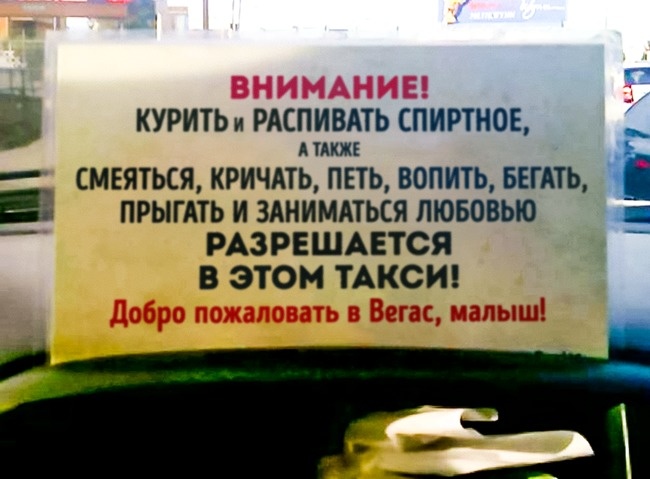 ВНИМАНИЕ!
КУРИТЬ и РАСПИВАТЬ СПИРТНОЕ,
А ТАКЖЕ
СМЕЯТЬСЯ, КРИЧАТЬ, ПЕТЬ, ВОПИТЬ, БЕГАТЬ,
ПРЫГАТЬ И ЗАНИМАТЬСЯ ЛЮБОВЬЮ
РАЗРЕШАЕТСЯ
В ЭТОМ ТАКСИ!
Добро пожаловать в Вегас, малыш!